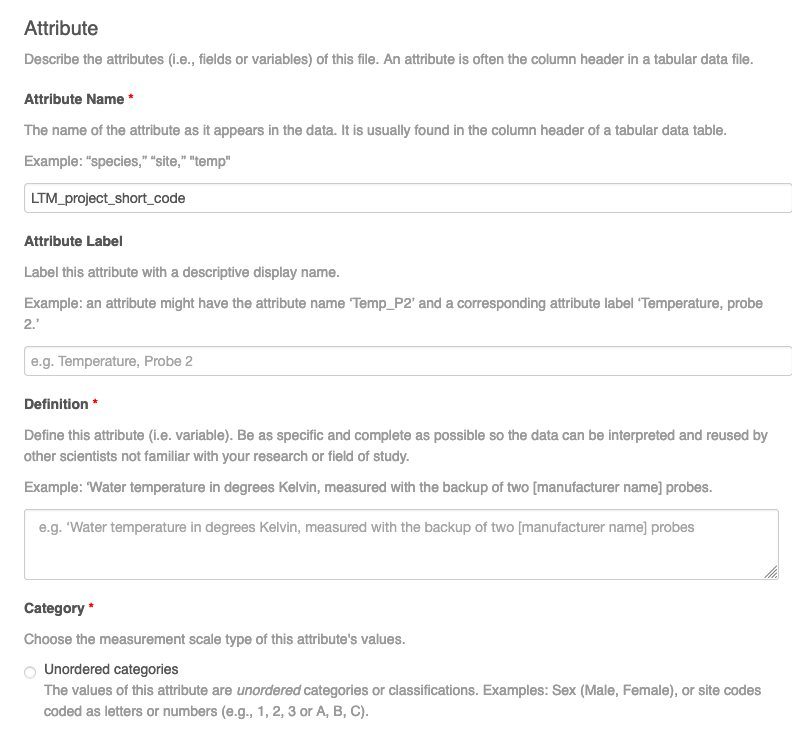 Attribute
Describe the attributes (i.e., fields or variables) of this file. An attribute is often the column header in a tabular data file.
Attribute Name *
The name of the attribute as it appears in the data. It is usually found in the column header of a tabular data table.
Example: “species,” “site,” "temp"
LTM_project_short_code
Attribute Label
Label this attribute with a descriptive display name.
Example: an attribute might have the attribute name ‘Temp_P2’ and a corresponding attribute label ‘Temperature, probe
2.’
e.g. Temperature, Probe 2
Definition *
Define this attribute (i.e. variable). Be as specific and complete as possible so the data can be interpreted and reused by
other scientists not familiar with your research or field of study.
Example: ‘Water temperature in degrees Kelvin, measured with the backup of two [manufacturer name] probes.
e.g. ‘Water temperature in degrees Kelvin, measured with the backup of two [manufacturer name] probes
Category *
Choose the measurement scale type of this attribute's values.
Unordered categories
The values of this attribute are unordered categories or classifications. Examples: Sex (Male, Female), or site codes
coded as letters or numbers (e.g., 1, 2, 3 or A, B, C).